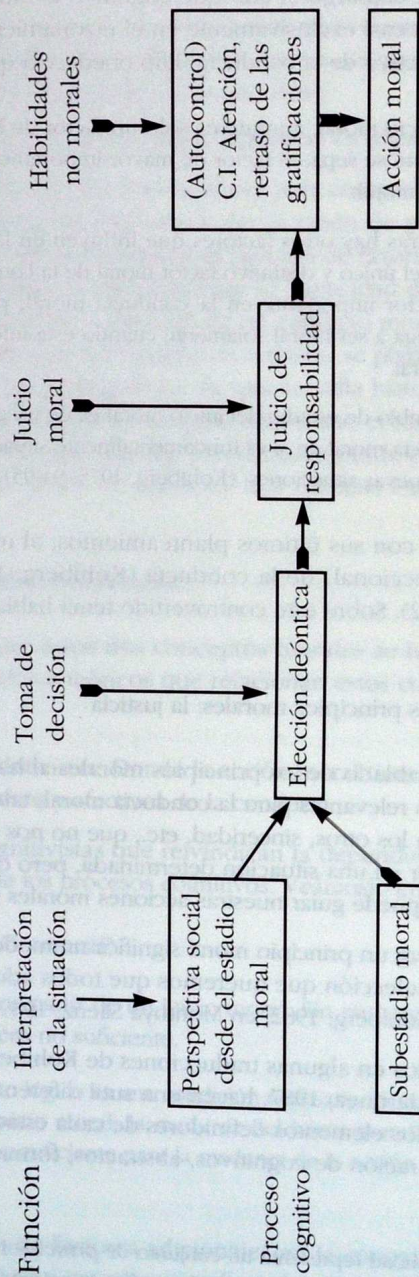 Función
Interpretación
de la situación
Toma de
decisión
Juicio
moral
Habilidades
no morales
Proceso
cognitivo
Perspectiva social
desde el estadio
moral
Subestadio moral
Elección deóntica
Juicio de
responsabilidad
(Autocontrol)
C.I. Atención,
retraso de las
gratificaciones
Acción moral